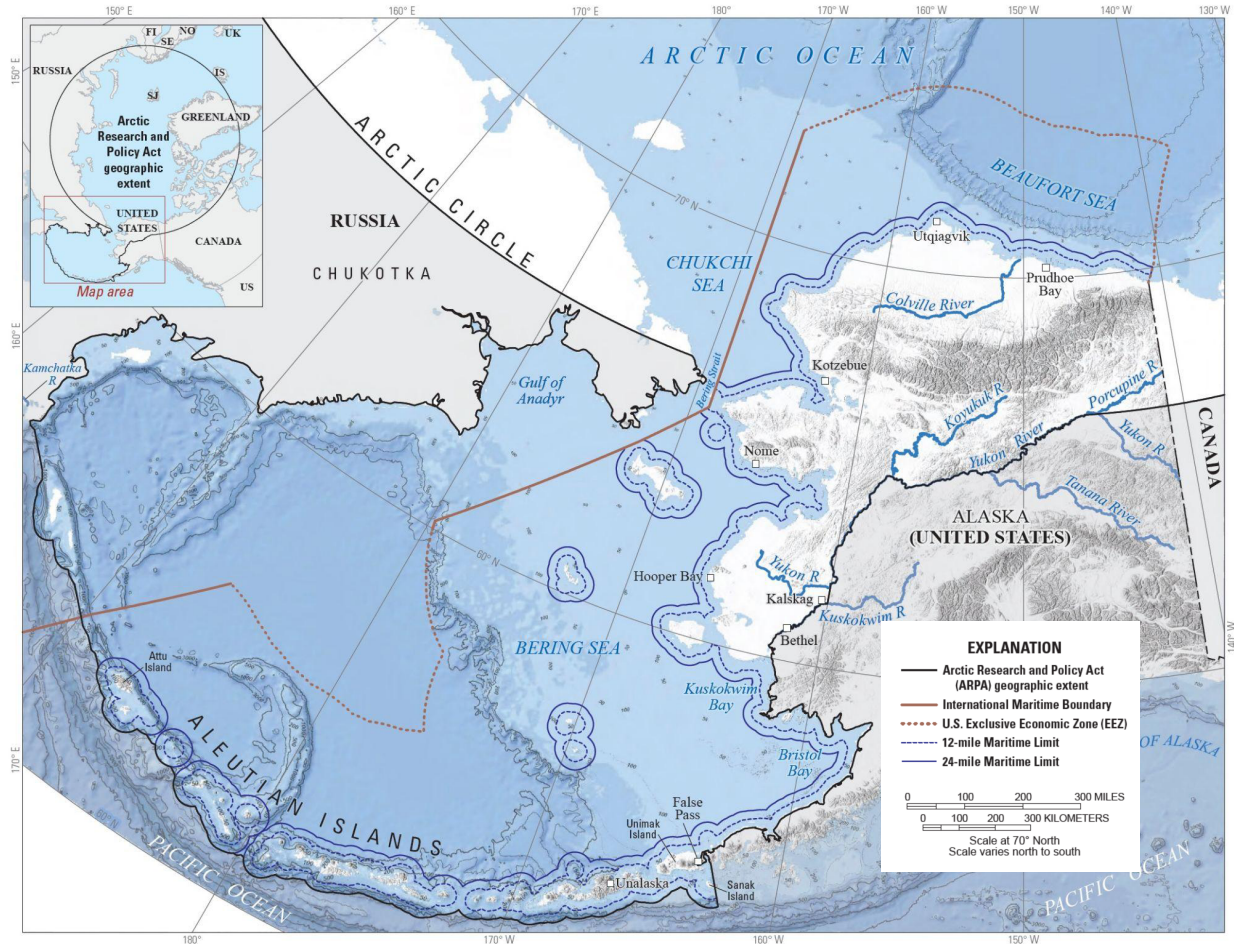 150° E
160° E
170° E
180°
170° W
160° W
150° W
140° W
130° W
150° E
160° E
170° E
FI
SE
NO
UK
RUSSIA
IS
SJ
GREENLAND
Arctic
Research and
Policy Act
geographic
extent
UNITED
STATES
CANADA
US
Map area
ARCTIC OCEAN
ARCTIC CIRCLE
RUSSIA
CHUKOTKA
70° N
BEAUFORT SEA
CHUKCHI
SEA
Utqiagvik
Prudhoe
Bay
Colville River
Kamchatka
R
Gulf of
Anadyr
Bering Strait
Kotzebue
Koyukuk R
Porcupine R
Yukon River
Yukon R
CANADA
Nome
Tanana River
ALASKA
(UNITED STATES)
60° N
Hooper Bay
Yukon R
Kalskag
Kuskokwim R
Bethel
BERING SEA
Attu
Island
Kuskokwim
Bay
Bristol
Bay
ALEUTIAN ISLANDS
False
Pass
Unimak
Island
Unalaska
Sanak
Island
PACIFIC OCEAN
PACIFIC OCEAN
OF ALASKA
140° W
EXPLANATION
Arctic Research and Policy Act
(ARPA) geographic extent
International Maritime Boundary
U.S. Exclusive Economic Zone (EEZ)
12-mile Maritime Limit
24-mile Maritime Limit
0 100 200 300 MILES
0 100 200 300 KILOMETERS
Scale at 70° North
Scale varies north to south
180°
170° W
160° W
150° W